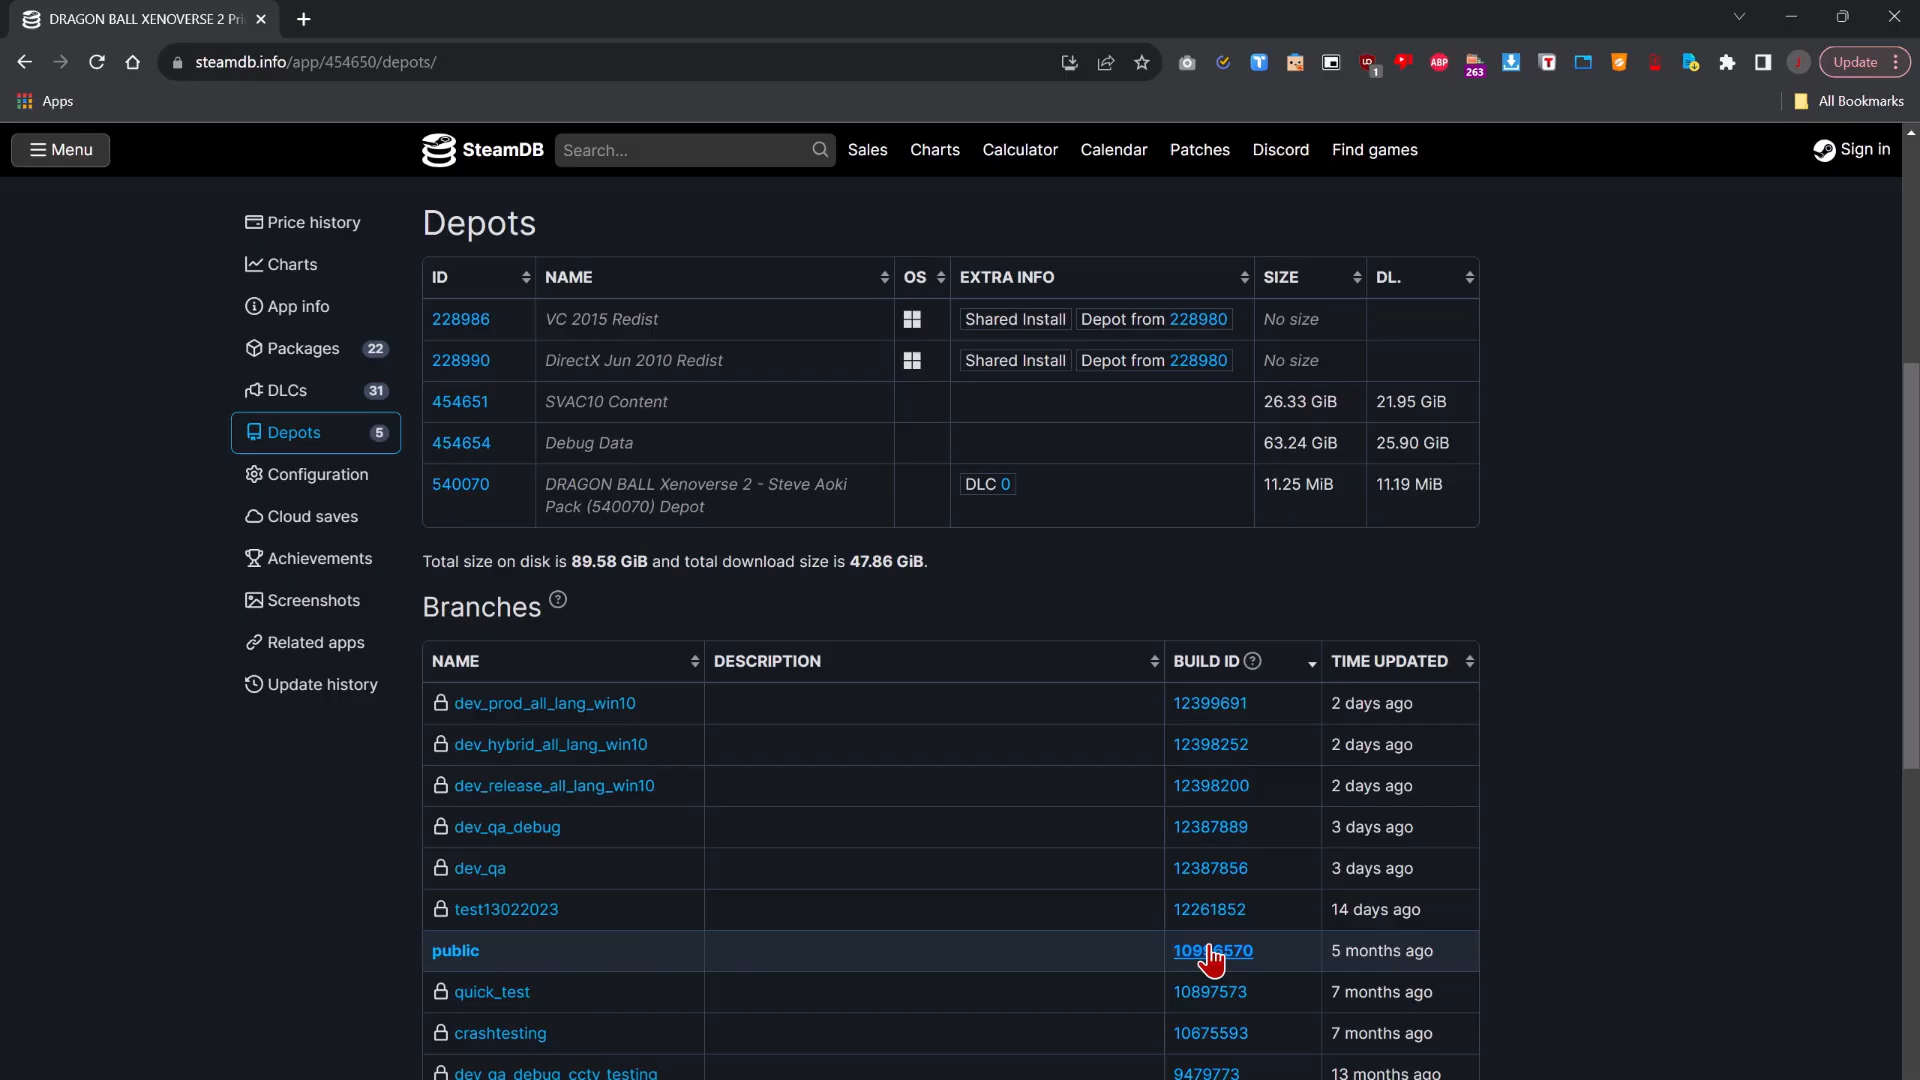 DRAGON BALL XENOVERSE 2 Pri
steamdb.info/app/454650/depots/
1
ABP
263
T
J
Update
Apps
All Bookmarks
Menu
SteamDB
Search...
Sales
Charts
Calculator
Calendar
Patches
Discord
Find games
Sign in
Price history
Charts
App info
Packages 22
DLCs 31
Depots 5
Configuration
Cloud saves
Achievements
Screenshots
Related apps
Update history
Depots
ID NAME OS EXTRA INFO SIZE DL.
228986 VC 2015 Redist Shared Install Depot from 228980 No size
228990 DirectX Jun 2010 Redist Shared Install Depot from 228980 No size
454651 SVAC10 Content 26.33 GiB 21.95 GiB
454654 Debug Data 63.24 GiB 25.90 GiB
540070 DRAGON BALL Xenoverse 2 - Steve Aoki DLC 0 11.25 MiB 11.19 MiB
Pack (540070) Depot
Total size on disk is 89.58 GiB and total download size is 47.86 GiB.
Branches ?
NAME DESCRIPTION BUILD ID ? TIME UPDATED
dev_prod_all_lang_win10 12399691 2 days ago
dev_hybrid_all_lang_win10 12398252 2 days ago
dev_release_all_lang_win10 12398200 2 days ago
dev_qa_debug 12387889 3 days ago
dev_qa 12387856 3 days ago
test13022023 12261852 14 days ago
public 5 months ago
quick_test 10897573 7 months ago
crashtesting 10675593 7 months ago
dev_qa_debug_cctv_testing 9479773 13 months ago